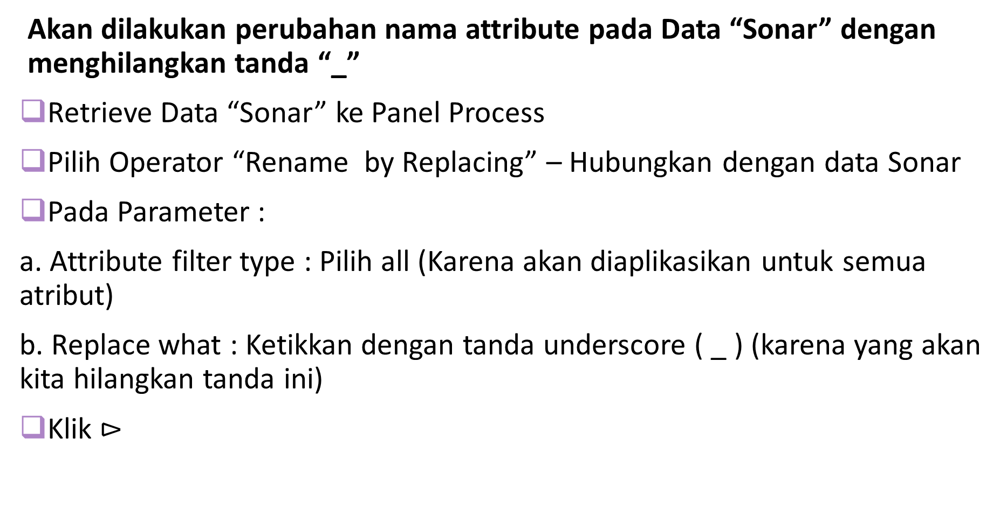 Akan dilakukan perubahan nama attribute pada Data “Sonar” dengan
menghilangkan tanda “_”
❑Retrieve Data “Sonar” ke Panel Process
❑Pilih Operator “Rename  by Replacing” – Hubungkan dengan data Sonar
❑Pada Parameter :
a. Attribute filter type : Pilih all (Karena akan diaplikasikan untuk semua
atribut)
b. Replace what : Ketikkan dengan tanda underscore ( _ ) (karena yang akan
kita hilangkan tanda ini)
❑Klik ⊳